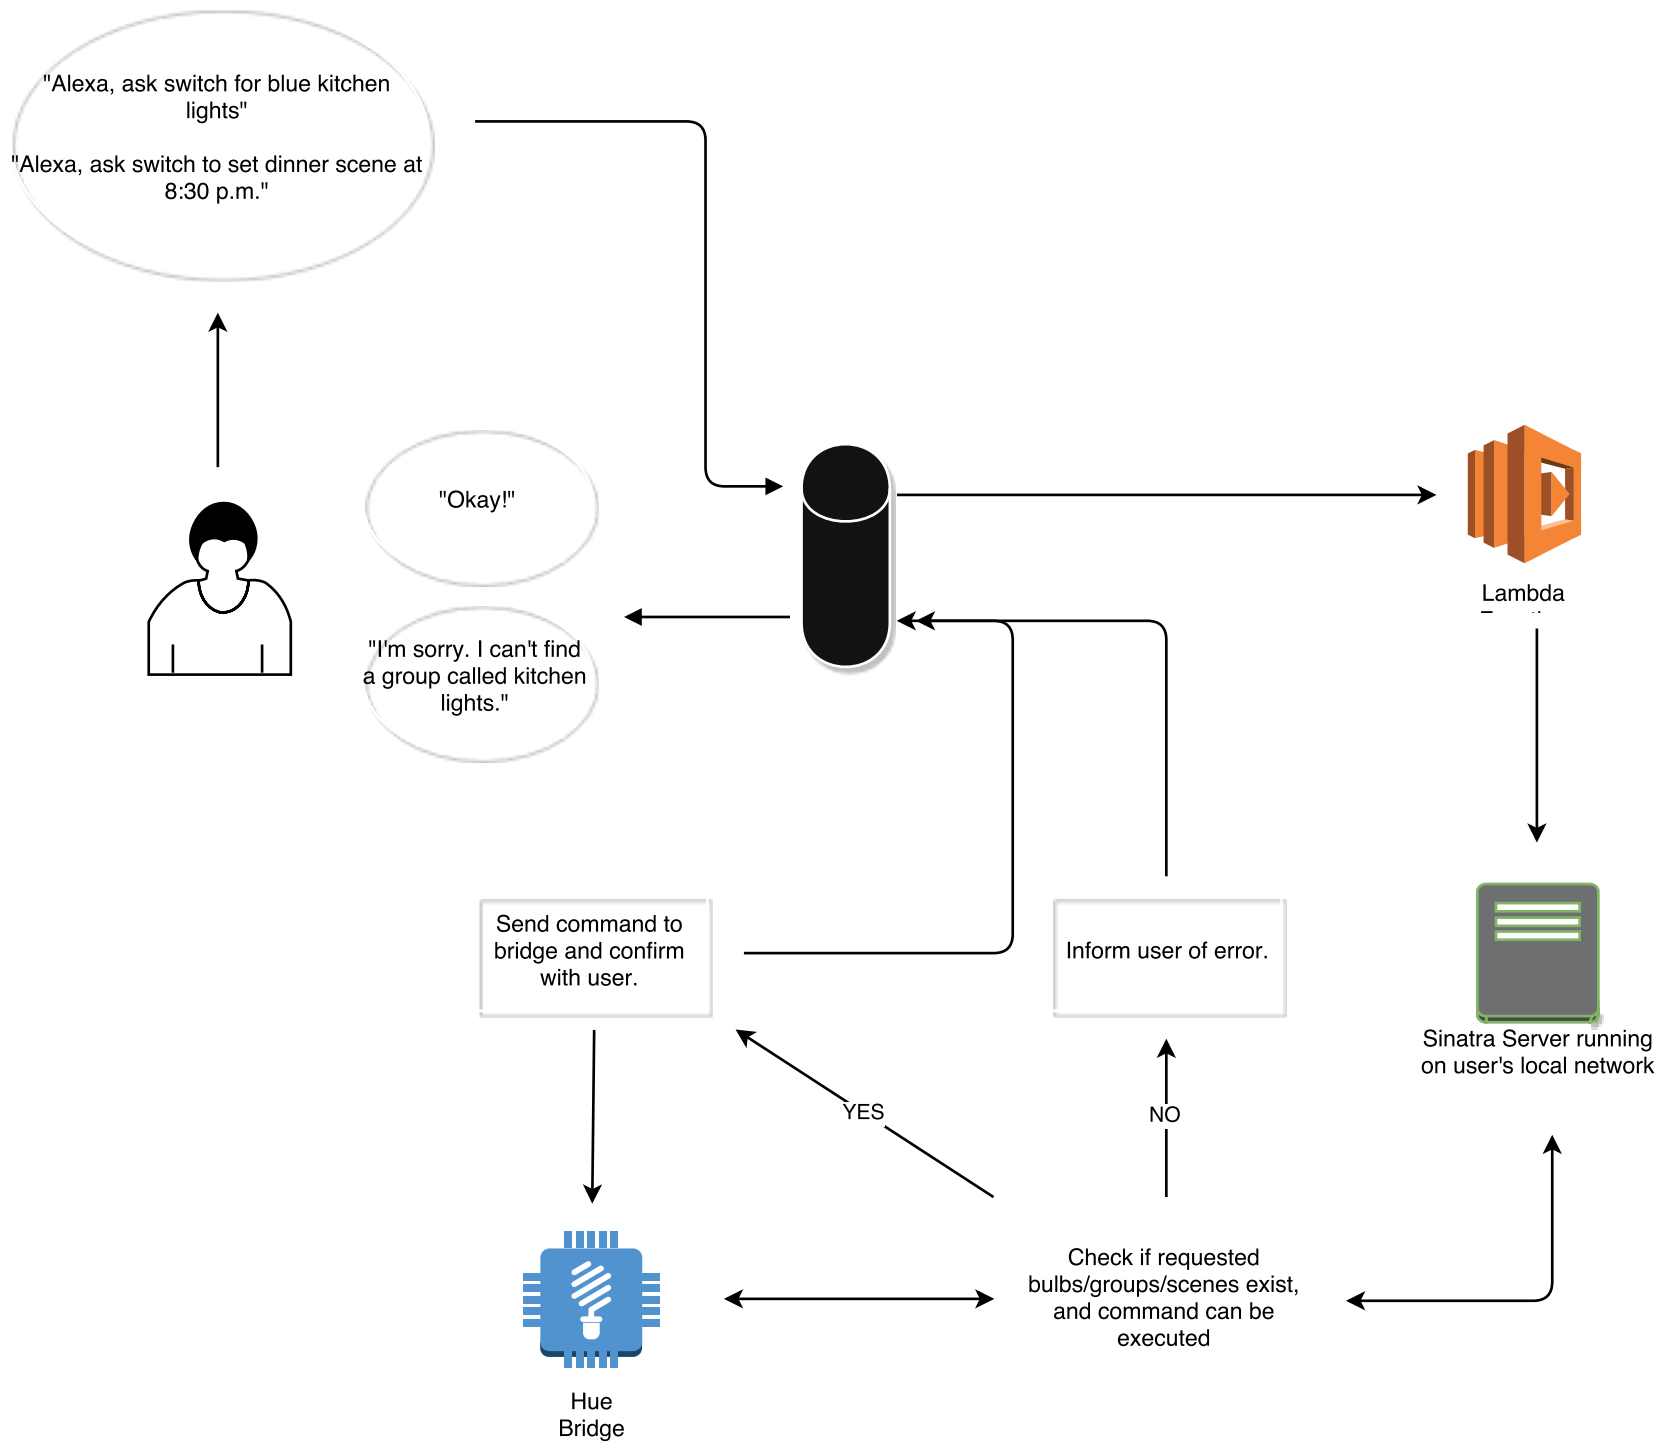 "Alexa, ask switch for blue kitchen
lights"
"Alexa, ask switch to set dinner scene at
8:30 p.m."
"Okay!"
"I'm sorry. I can't find
a group called kitchen
lights."
Lambda
Send command to
bridge and confirm
with user.
Inform user of error.
Sinatra Server running
on user's local network
YES
NO
Check if requested
bulbs/groups/scenes exist,
and command can be
executed
Hue
Bridge